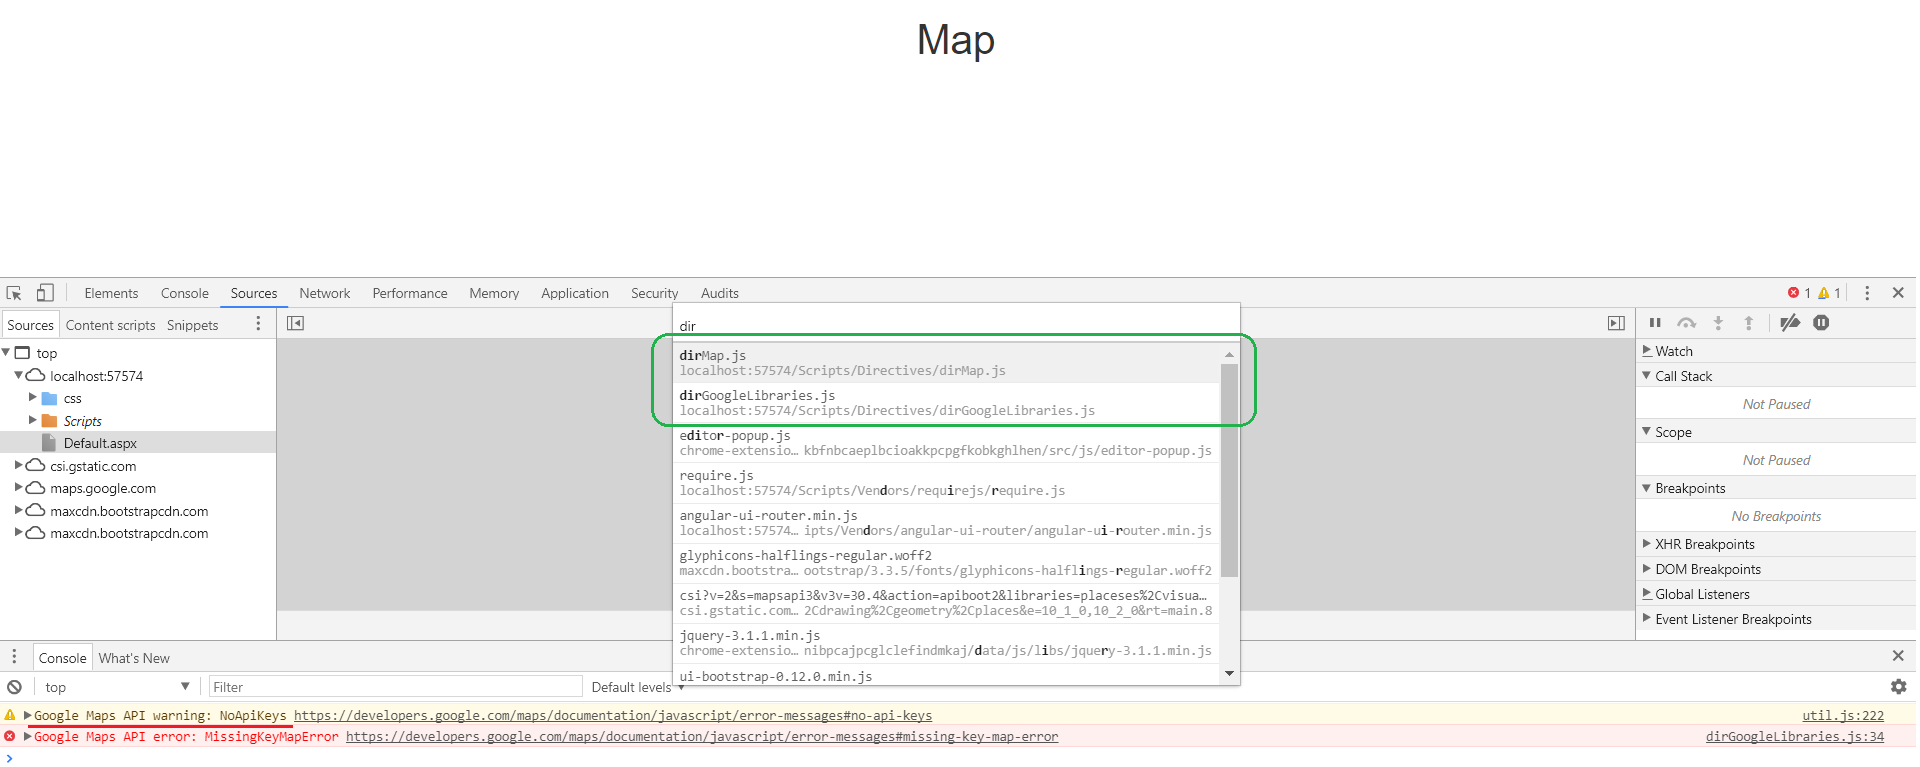 Map
Elements Console Sources Network Performance Memory Application Security Audits 1 1
Sources Content scripts Snippets
top
localhost:57574
css
Scripts
Default.aspx
csi.gstatic.com
maps.google.com
maxcdn.bootstrapcdn.com
maxcdn.bootstrapcdn.com
dir
dirMap.js
localhost:57574/Scripts/Directives/dirMap.js
dirGoogleLibraries.js
localhost:57574/Scripts/Directives/dirGoogleLibraries.js
editor-popup.js
chrome-extensio… kbfnbcaeplbcioakkpcpgfkobkghlhen/src/js/editor-popup.js
require.js
localhost:57574/Scripts/Vendors/requirejs/require.js
angular-ui-router.min.js
localhost:57574… ipts/Vendors/angular-ui-router/angular-ui-router.min.js
glyphicons-halflings-regular.woff2
maxcdn.bootstra… ootstrap/3.3.5/fonts/glyphicons-halflings-regular.woff2
csi?v=2&s=mapsapi3&v3v=30.4&action=apiboot2&libraries=placeses%2Cvisua…
csi.gstatic.com… 2Cdrawing%2Cgeometry%2Cplaces&e=10_1_0,10_2_0&rt=main.8
jquery-3.1.1.min.js
chrome-extensio… nibpcajpcglclefindmkaj/data/js/libs/jquery-3.1.1.min.js
ui-bootstrap-0.12.0.min.js
Watch
Call Stack
Not Paused
Scope
Not Paused
Breakpoints
No Breakpoints
XHR Breakpoints
DOM Breakpoints
Global Listeners
Event Listener Breakpoints
Console What's New
top Filter Default levels
Google Maps API warning: NoApiKeys https://developers.google.com/maps/documentation/javascript/error-messages#no-api-keys util.js:222
Google Maps API error: MissingKeyMapError https://developers.google.com/maps/documentation/javascript/error-messages#missing-key-map-error dirGoogleLibraries.js:34